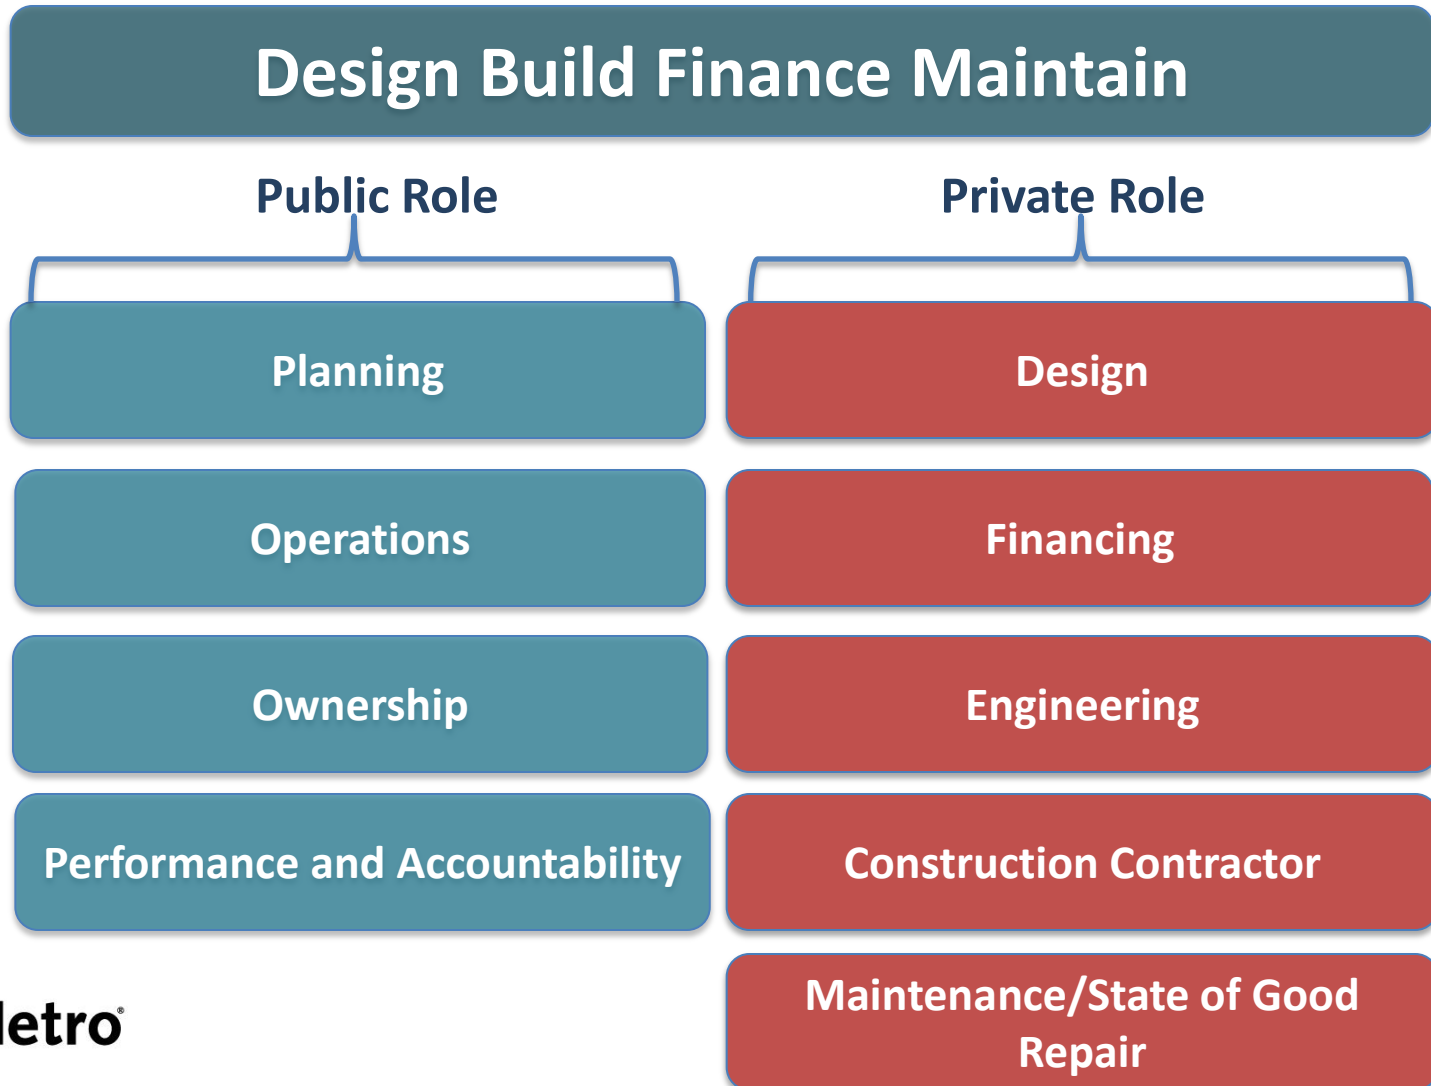 Design Build Finance Maintain
Public Role
Private Role
Planning
Design
Operations
Financing
Ownership
Engineering
Performance and Accountability
Construction Contractor
Maintenance/State of Good
Repair
etro